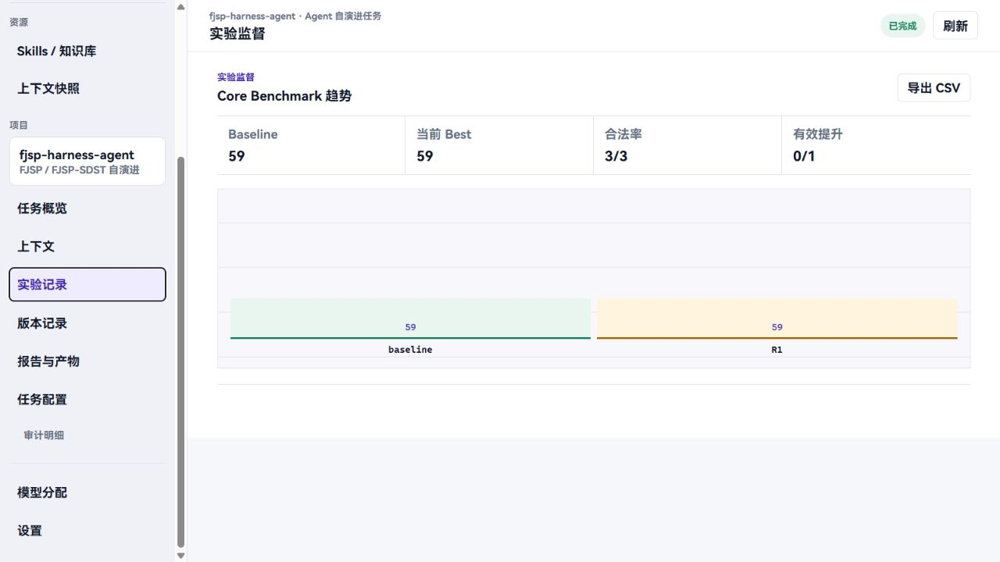 资源
Skills / 知识库
上下文快照
项目
fjsp-harness-agent
FJSP / FJSP-SDST 自演进
任务概览
上下文
实验记录
版本记录
报告与产物
任务配置
审计明细
模型分配
设置
fjsp-harness-agent · Agent 自演进任务
实验监督
已完成
刷新
实验监督
Core Benchmark 趋势
导出 CSV
Baseline
59
当前 Best
59
合法率
3/3
有效提升
0/1
59
baseline
59
R1